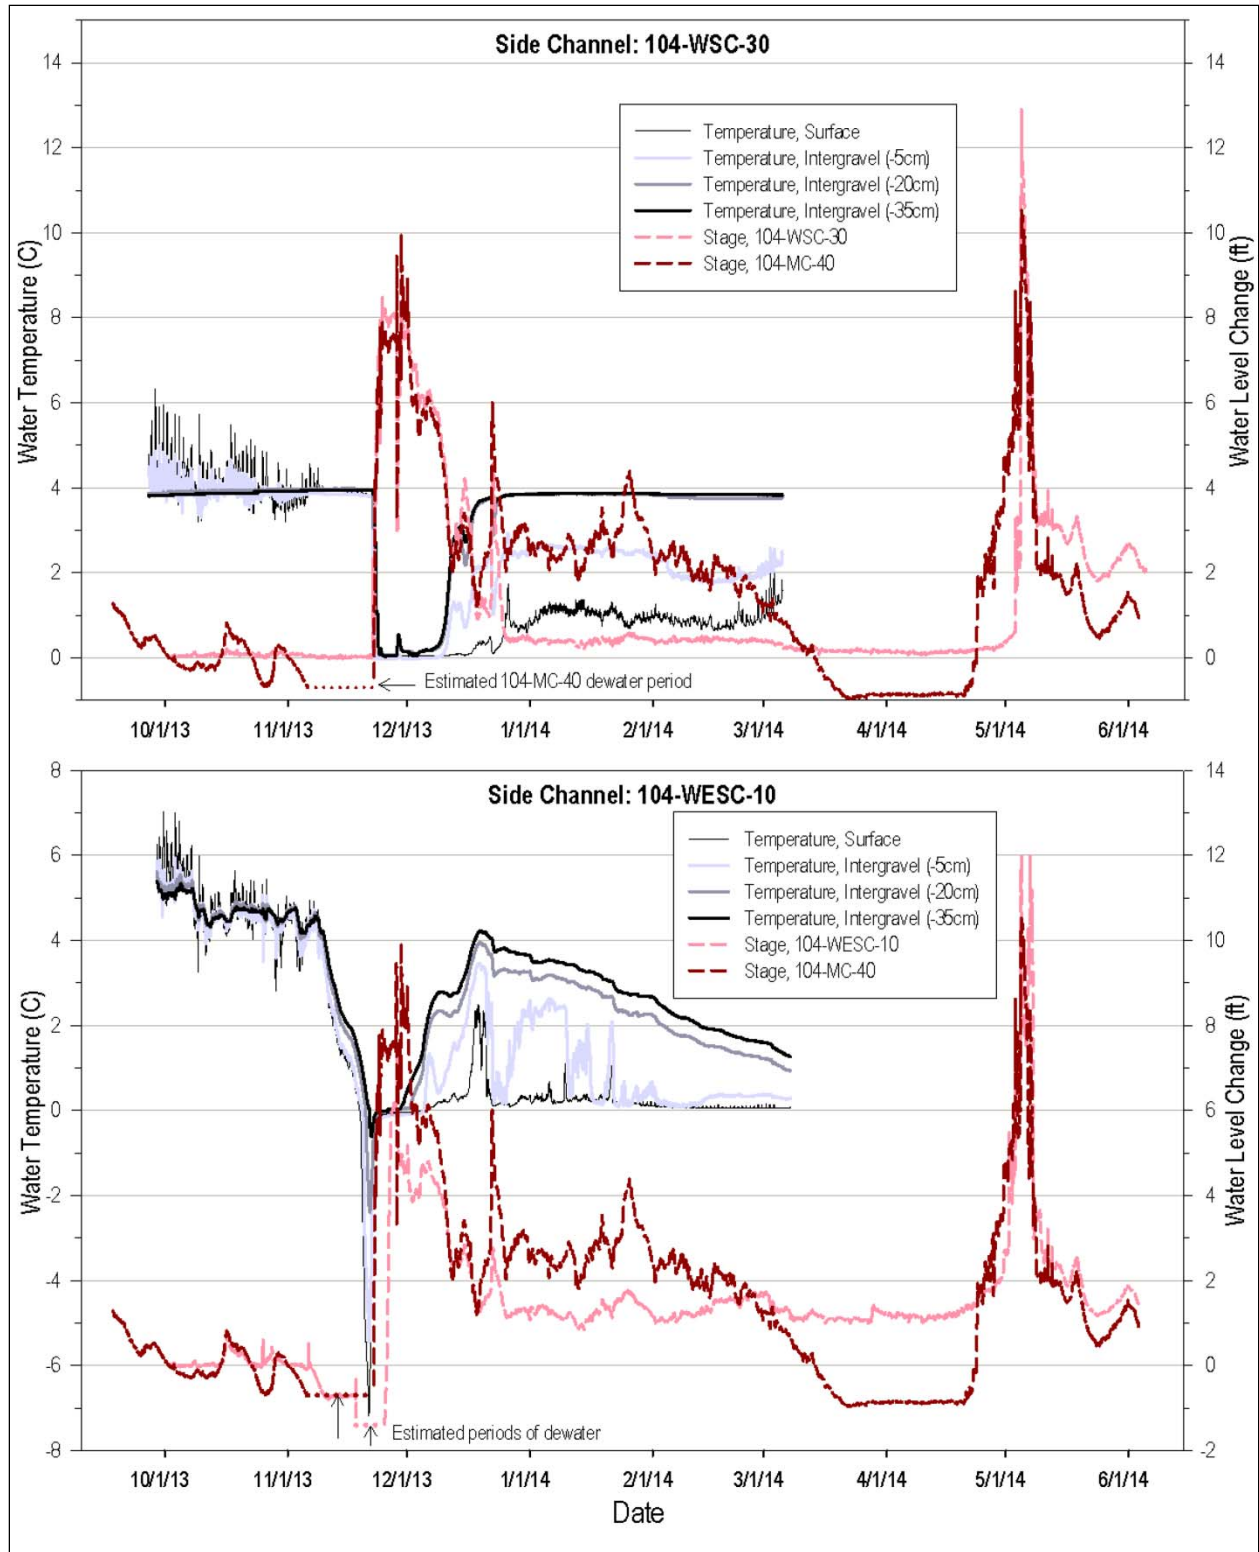 Side Channel: 104-WSC-30
14
12
10
8
6
4
2
0
Water Temperature (C)
Temperature, Surface
Temperature, Intergravel (-5cm)
Temperature, Intergravel (-20cm)
Temperature, Intergravel (-35cm)
Stage, 104-WSC-30
Stage, 104-MC-40
14
12
10
8
6
4
2
0
Water Level Change (ft)
Estimated 104-MC-40 dewater period
10/1/13 11/1/13 12/1/13 1/1/14 2/1/14 3/1/14 4/1/14 5/1/14 6/1/14
Side Channel: 104-WESC-10
8
6
4
2
0
-2
-4
-6
-8
Water Temperature (C)
Temperature, Surface
Temperature, Intergravel (-5cm)
Temperature, Intergravel (-20cm)
Temperature, Intergravel (-35cm)
Stage, 104-WESC-10
Stage, 104-MC-40
14
12
10
8
6
4
2
0
-2
Water Level Change (ft)
Estimated periods of dewater
10/1/13 11/1/13 12/1/13 1/1/14 2/1/14 3/1/14 4/1/14 5/1/14 6/1/14
Date